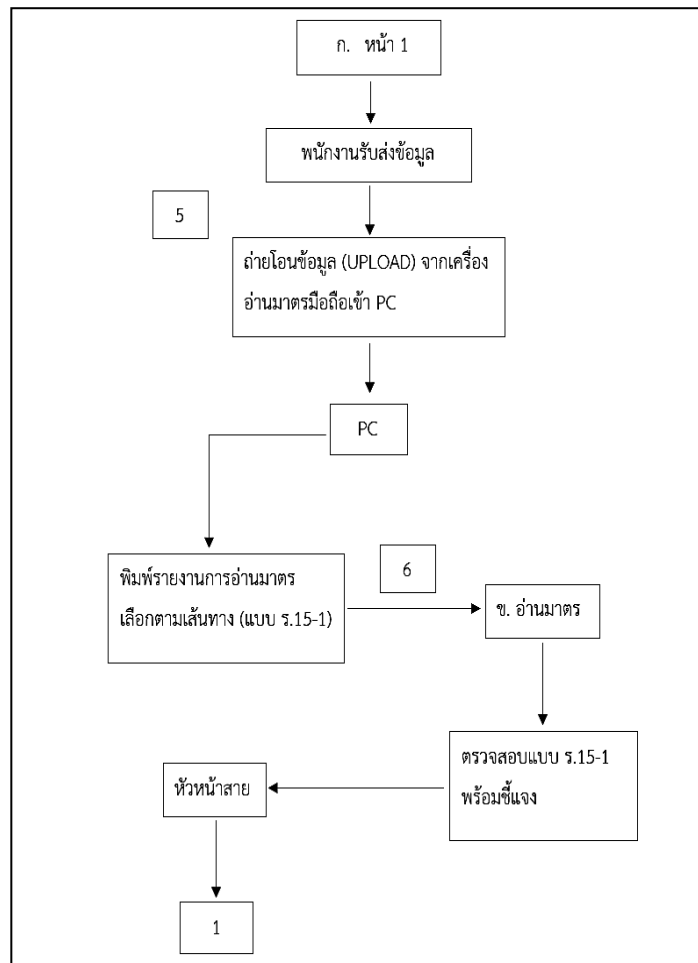 ก. หน้า 1
พนักงานรับส่งข้อมูล
5
ถ่ายโอนข้อมูล (UPLOAD) จากเครื่อง
อ่านมาตรมือถือเข้า PC
PC
พิมพ์รายงานการอ่านมาตร
เลือกตามเส้นทาง (แบบ ร.15-1)
6
ข. อ่านมาตร
ตรวจสอบแบบ ร.15-1
พร้อมชี้แจง
หัวหน้าสาย
1